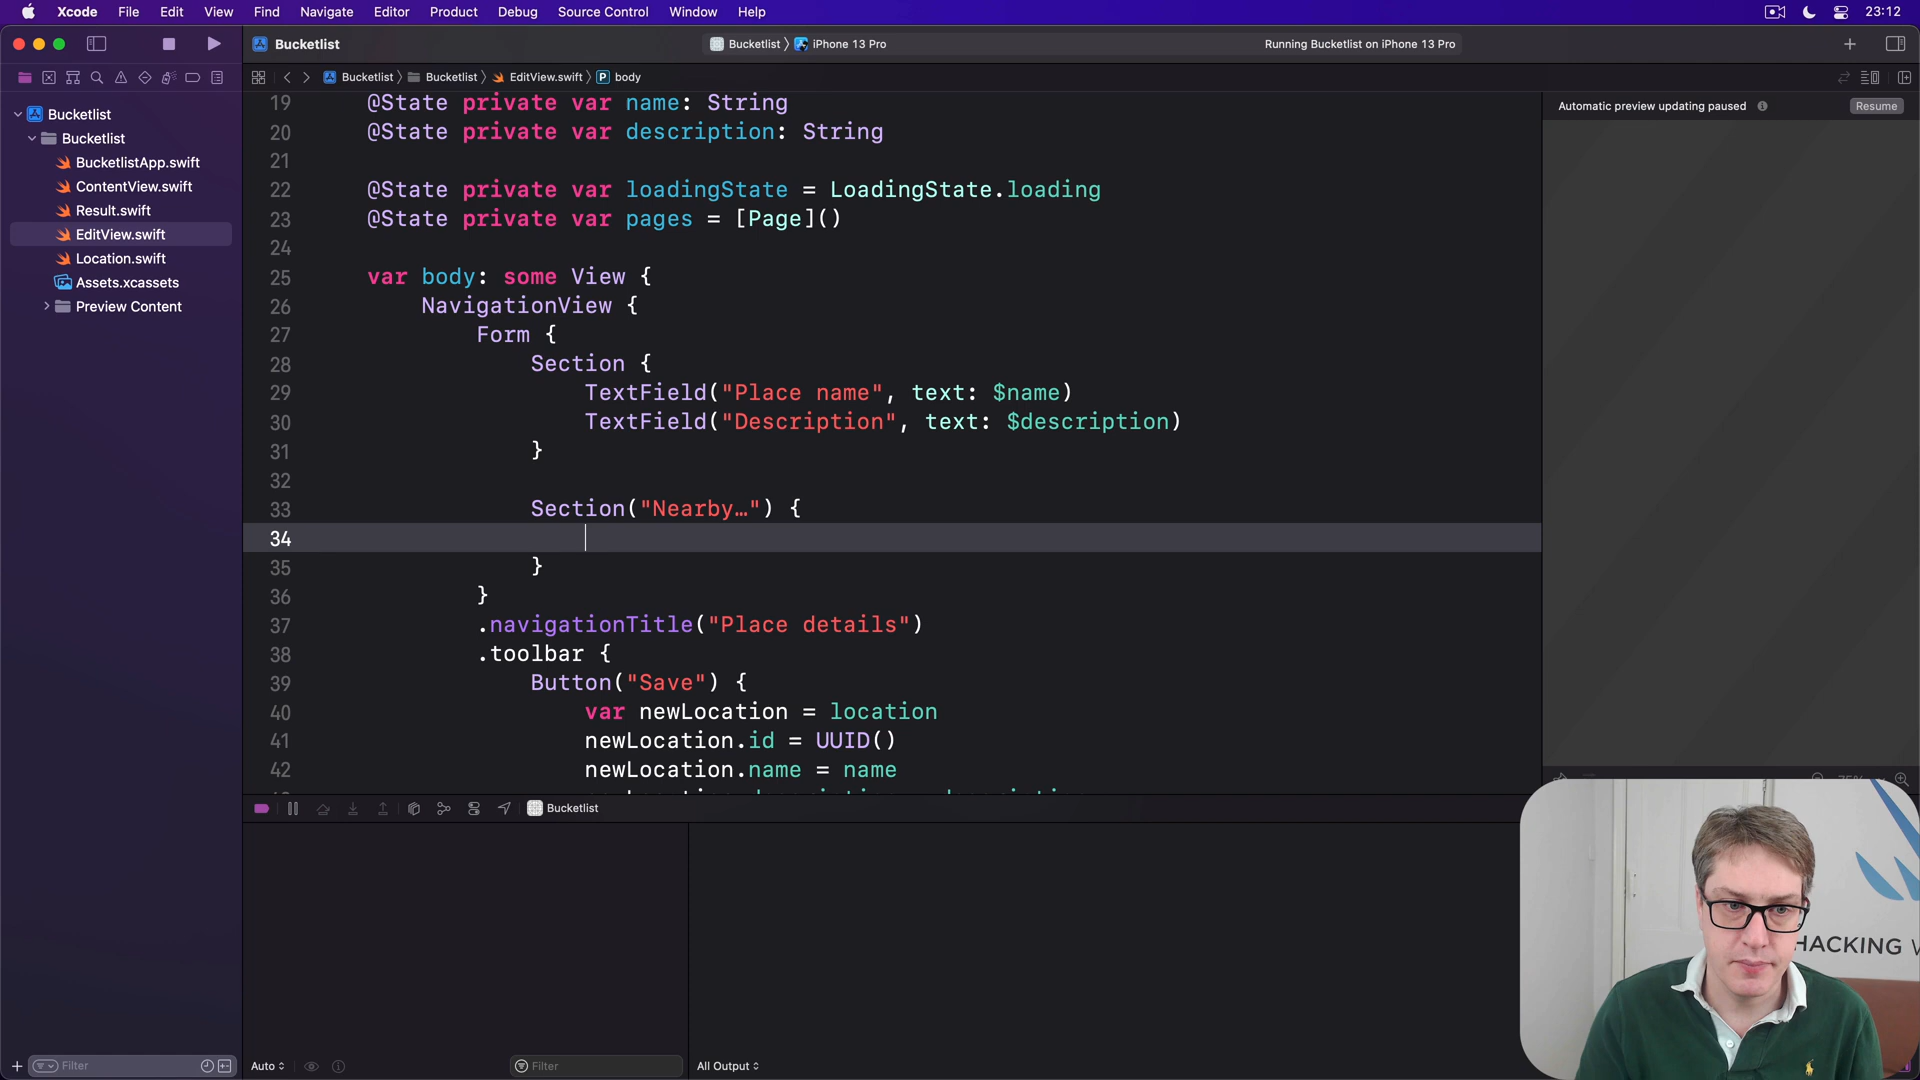 Xcode File Edit View Find Navigate Editor Product Debug Source Control Window Help 23:12
Bucketlist
Bucketlist iPhone 13 Pro
Running Bucketlist on iPhone 13 Pro
Bucketlist Bucketlist EditView.swift P body
Automatic preview updating paused Resume
Bucketlist
Bucketlist
BucketlistApp.swift
ContentView.swift
Result.swift
EditView.swift
Location.swift
Assets.xcassets
Preview Content
19 @State private var name: String
20 @State private var description: String
21
22 @State private var loadingState = LoadingState.loading
23 @State private var pages = [Page]()
24
25 var body: some View {
26 NavigationView {
27 Form {
28 Section {
29 TextField("Place name", text: $name)
30 TextField("Description", text: $description)
31 }
32
33 Section("Nearby…") {
34
35 }
36 }
37 .navigationTitle("Place details")
38 .toolbar {
39 Button("Save") {
40 var newLocation = location
41 newLocation.id = UUID()
42 newLocation.name = name
Bucketlist
HACKING
Filter
Auto
Filter
All Output